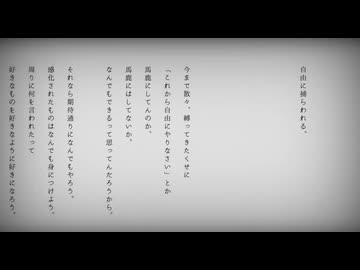 自由に捕らわれる。
今まで散々、縛ってきたくせに
「これから自由にやりなさい」とか
馬鹿にしてんのか、
馬鹿にはしてないか、
なんでもできるって思ってんだろうから。
それなら期待通りになんでもやろう。
感化されたものはなんでも身につけよう。
周りに何を言われたって
好きなものを好きなように好きになろう。